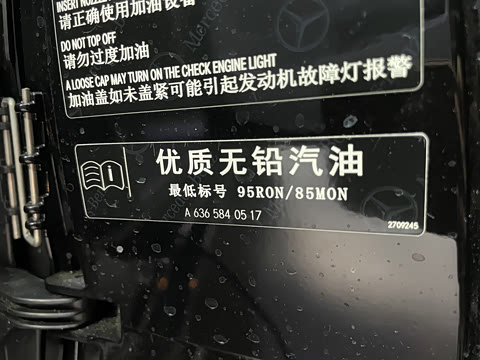 INSERT NOZZLE
请正确使用加油设备
DO NOT TOP OFF
请勿过度加油
A LOOSE CAP MAY TURN ON THE CHECK ENGINE LIGHT
加油盖如未盖紧可能引起发动机故障灯报警
优质无铅汽油
最低标号 95RON/85MON
A 636 584 05 17
2709245